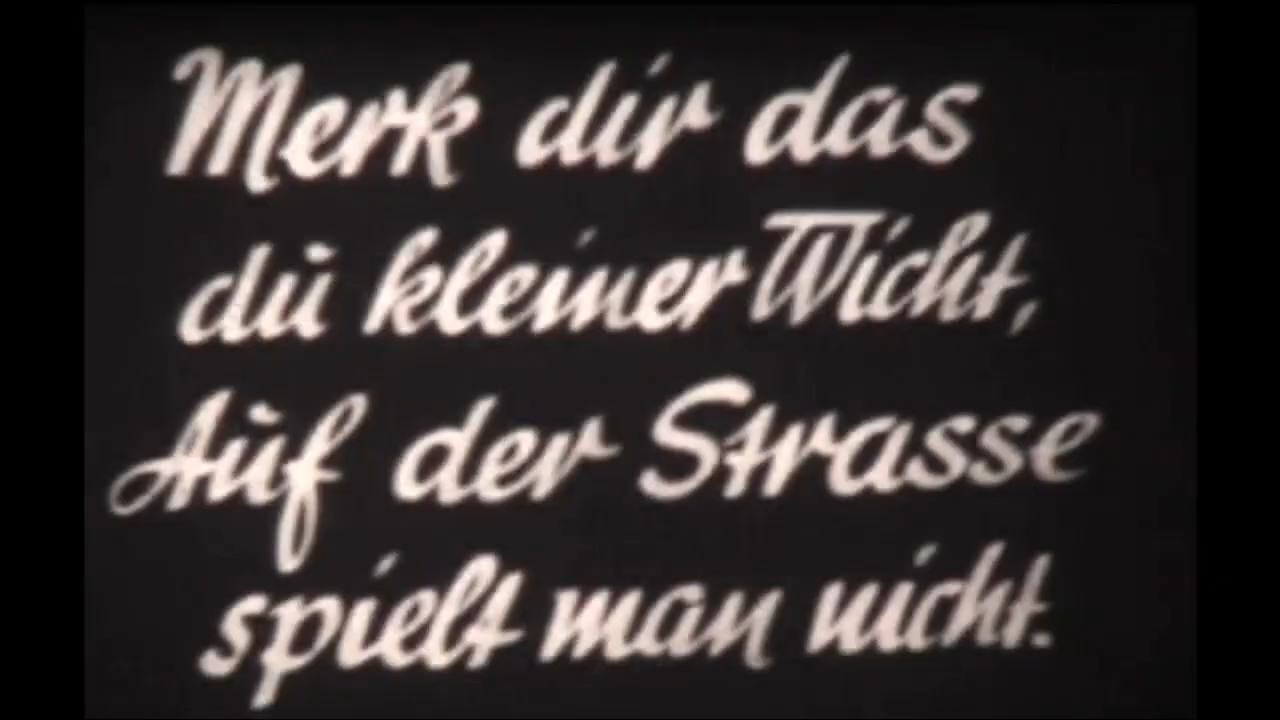 Merk dir das
du kleiner Wicht,
Auf der Strasse
spielt man nicht.